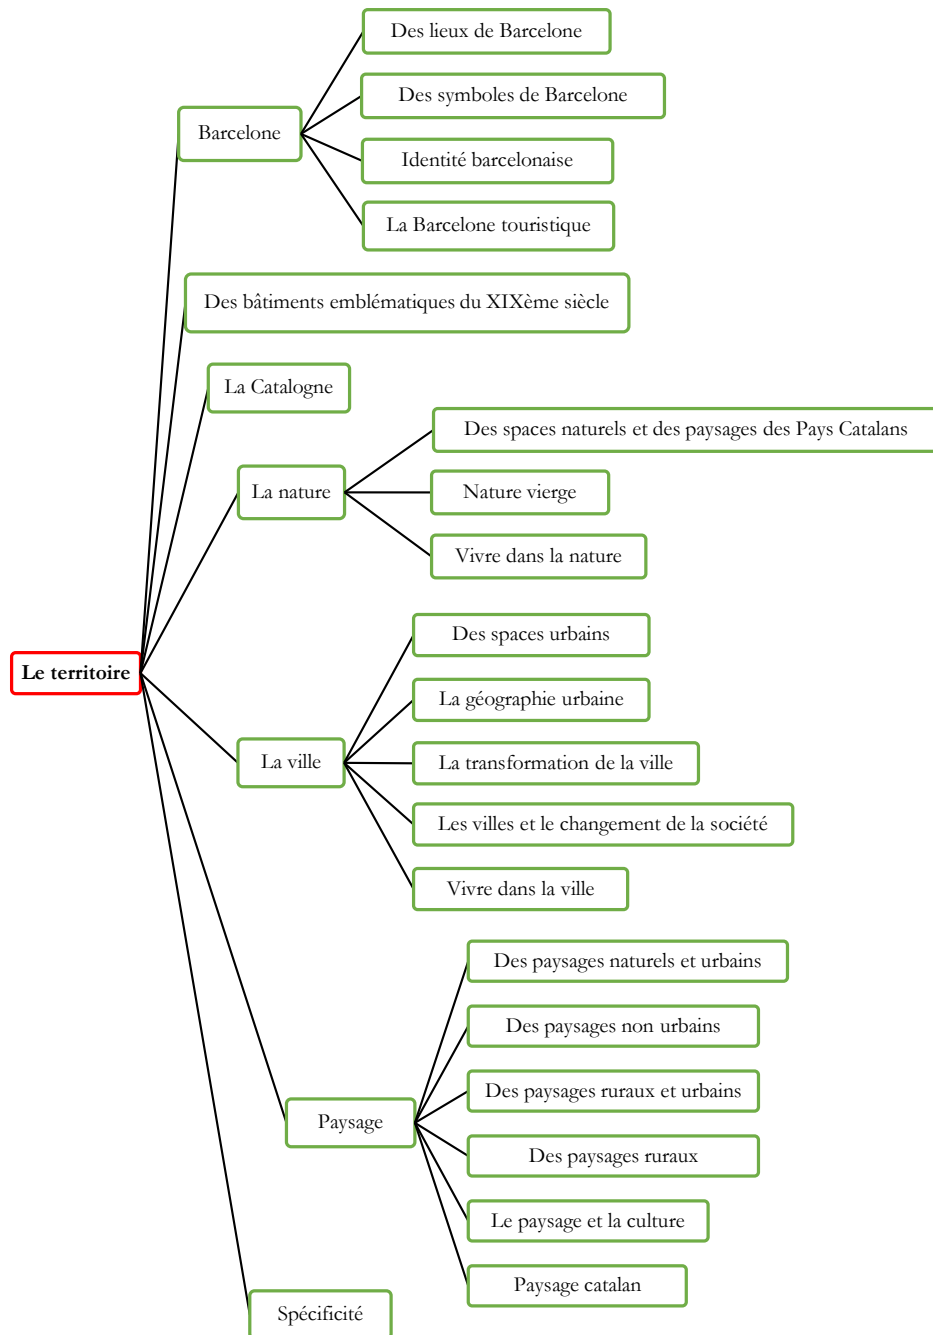 Des lieux de Barcelone
Des symboles de Barcelone
Barcelone
Identité barcelonaise
La Barcelone touristique
Des bâtiments emblématiques du XIXème siècle
La Catalogne
Des spaces naturels et des paysages des Pays Catalans
La nature
Nature vierge
Vivre dans la nature
Des spaces urbains
Le territoire
La géographie urbaine
La ville
La transformation de la ville
Les villes et le changement de la société
Vivre dans la ville
Des paysages naturels et urbains
Des paysages non urbains
Des paysages ruraux et urbains
Paysage
Des paysages ruraux
Le paysage et la culture
Paysage catalan
Spécificité